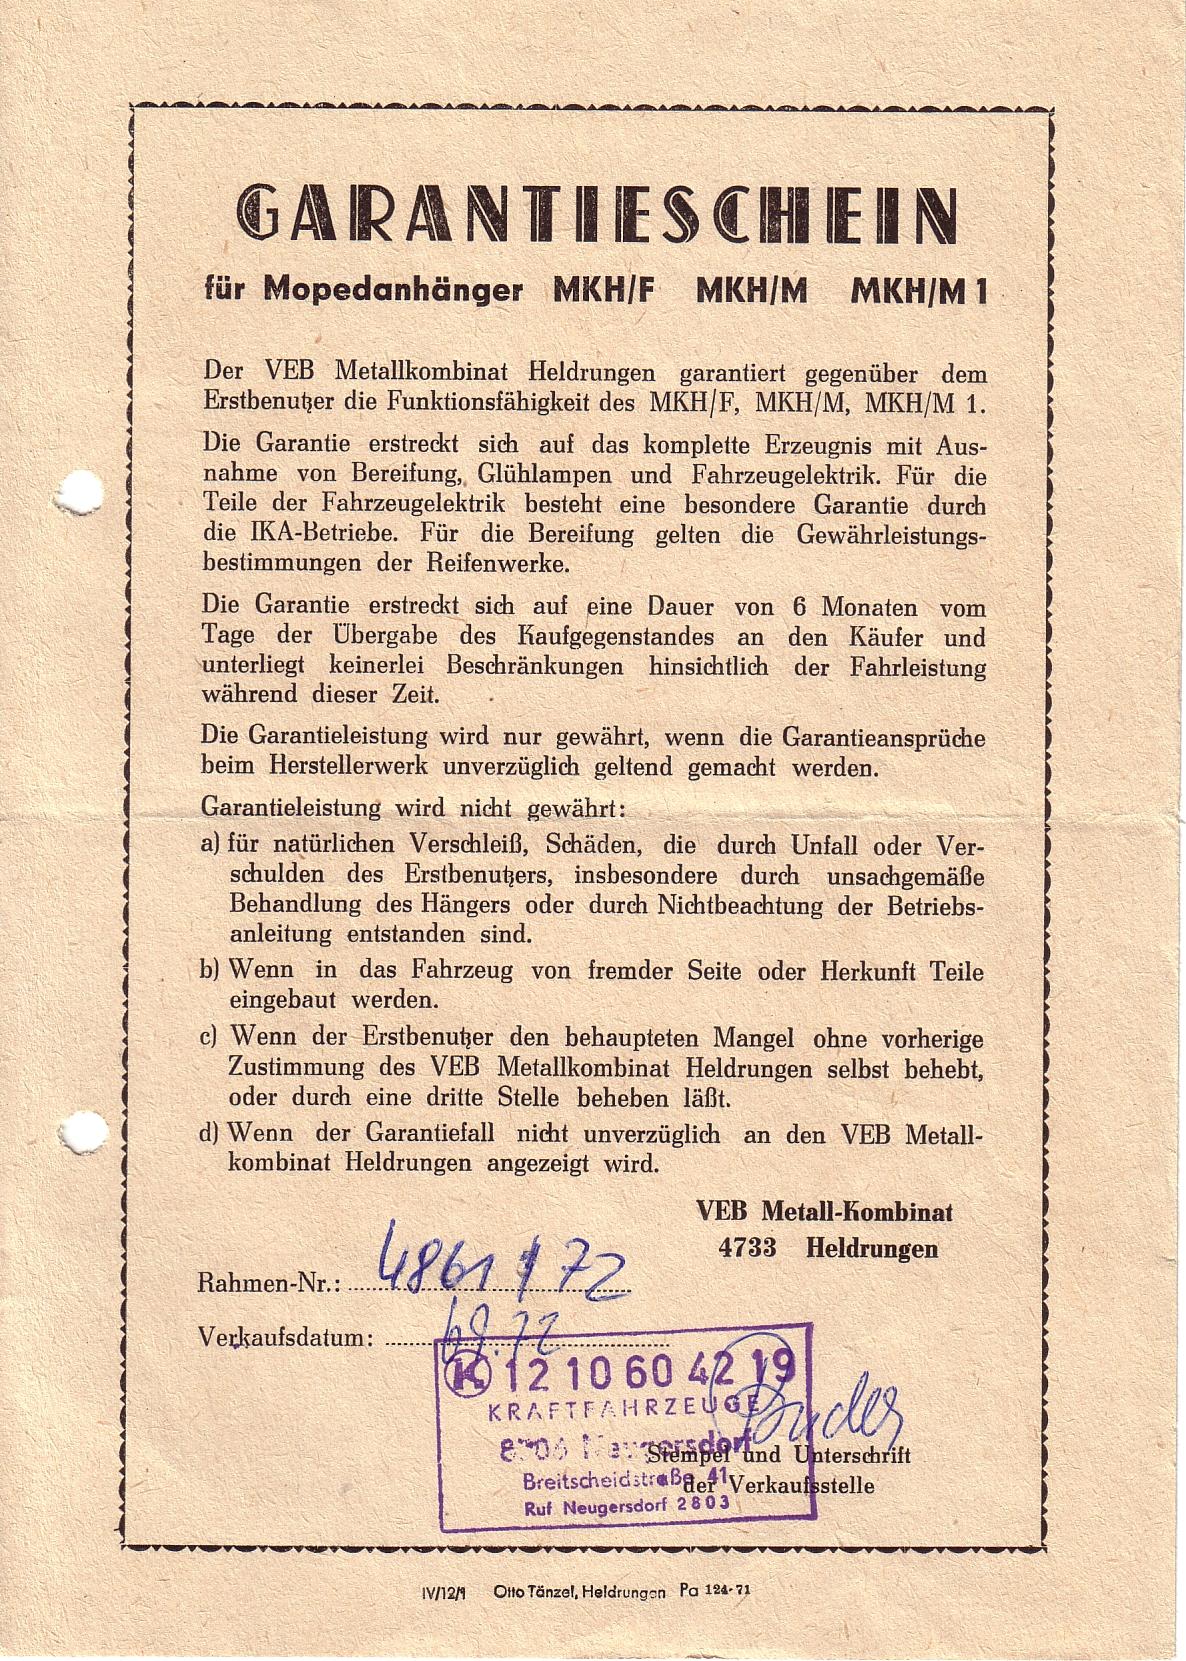 GARANTIESCHEIN
für Mopedanhänger MKH/F MKH/M MKH/M 1
Der VEB Metallkombinat Heldrungen garantiert gegenüber dem
Erstbenutzer die Funktionsfähigkeit des MKH/F, MKH/M, MKH/M 1.
Die Garantie erstreckt sich auf das komplette Erzeugnis mit Aus-
nahme von Bereifung, Glühlampen und Fahrzeugelektrik. Für die
Teile der Fahrzeugelektrik besteht eine besondere Garantie durch
die IKA-Betriebe. Für die Bereifung gelten die Gewährleistungs-
bestimmungen der Reifenwerke.
Die Garantie erstreckt sich auf eine Dauer von 6 Monaten vom
Tage der Übergabe des Kaufgegenstandes an den Käufer und
unterliegt keinerlei Beschränkungen hinsichtlich der Fahrleistung
während dieser Zeit.
Die Garantieleistung wird nur gewährt, wenn die Garantieansprüche
beim Herstellerwerk unverzüglich geltend gemacht werden.
Garantieleistung wird nicht gewährt:
a) für natürlichen Verschleiß, Schäden, die durch Unfall oder Ver-
schulden des Erstbenutzers, insbesondere durch unsachgemäße
Behandlung des Hängers oder durch Nichtbeachtung der Betriebs-
anleitung entstanden sind.
b) Wenn in das Fahrzeug von fremder Seite oder Herkunft Teile
eingebaut werden.
c) Wenn der Erstbenutzer den behaupteten Mangel ohne vorherige
Zustimmung des VEB Metallkombinat Heldrungen selbst behebt,
oder durch eine dritte Stelle beheben läßt.
d) Wenn der Garantiefall nicht unverzüglich an den VEB Metall-
kombinat Heldrungen angezeigt wird.
VEB Metall-Kombinat
4733 Heldrungen
Rahmen-Nr.: 4861 / 72
Verkaufsdatum:
K 12 10 60 42 19
KRAFTFAHRZEUGE
Neugersdorf
Breitscheidstraße 41
Ruf Neugersdorf 2803
Stempel und Unterschrift
der Verkaufsstelle
IV/12/1 Otto Tänzel, Heldrungen Pa 124-71